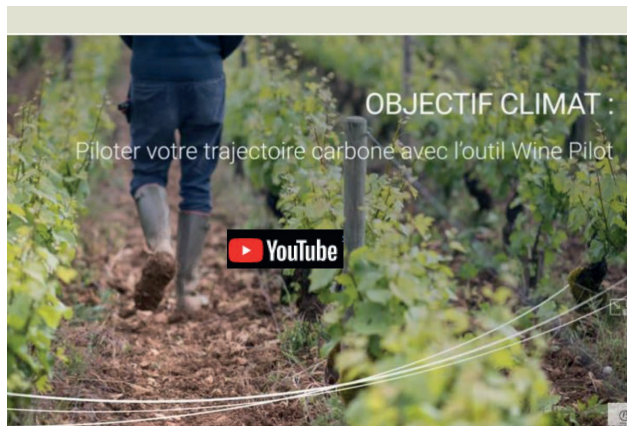 OBJECTIF CLIMAT :
Piloter votre trajectoire carbone avec l'outil Wine Pilot
YouTube